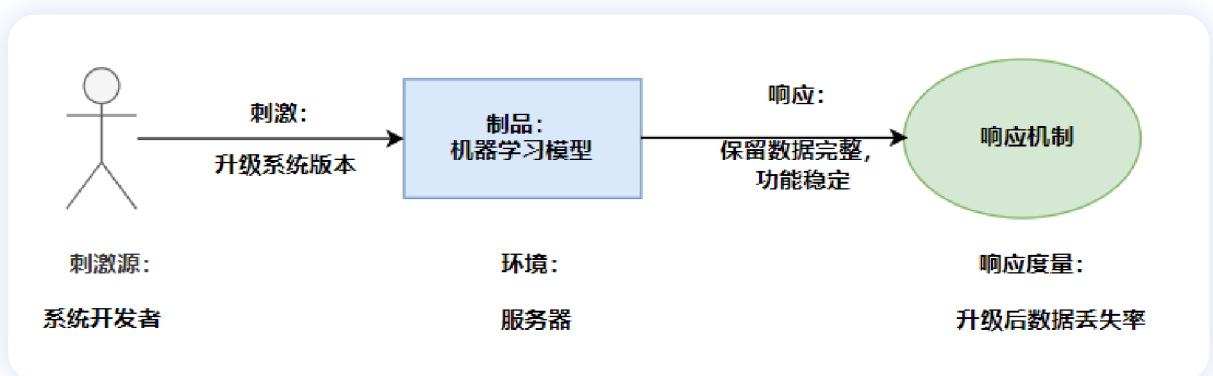 刺激：
升级系统版本
制品：
机器学习模型
响应：
保留数据完整，
功能稳定
响应机制
刺激源：
系统开发者
环境：
服务器
响应度量：
升级后数据丢失率